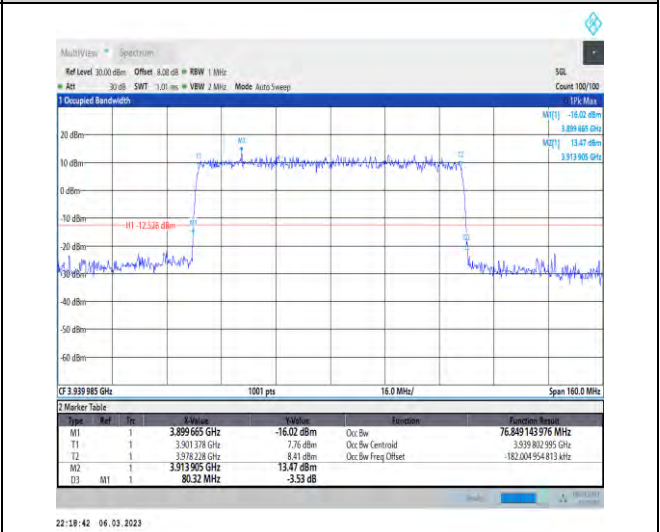 MultiView Spectrum
Ref Level 30.00 dBm Offset 8.08 dB RBW 1 MHz SGL
Att 30 dB SWT 1.01 ms VBW 2 MHz Mode Auto Sweep Count 100/100
1 Occupied Bandwidth 1Pk Max
M1[1] -16.02 dBm
3.899 665 GHz
M2[1] 13.47 dBm
3.913 905 GHz
20 dBm
M2
T1 T2
10 dBm
0 dBm
-10 dBm
H1 -12.526 dBm M1
-20 dBm
-30 dBm
-40 dBm
-50 dBm
-60 dBm
CF 3.939 985 GHz 1001 pts 16.0 MHz/ Span 160.0 MHz
2 Marker Table
Type Ref Trc X-Value Y-Value Function Function Result
M1 1 3.899 665 GHz -16.02 dBm Occ Bw 76.849 143 976 MHz
T1 1 3.901 378 GHz 7.76 dBm Occ Bw Centroid 3.939 802 995 GHz
T2 1 3.978 228 GHz 8.41 dBm Occ Bw Freq Offset -182.004 954 813 kHz
M2 1 3.913 905 GHz 13.47 dBm
D3 M1 1 80.32 MHz -3.53 dB
22:18:42 06.03.2023